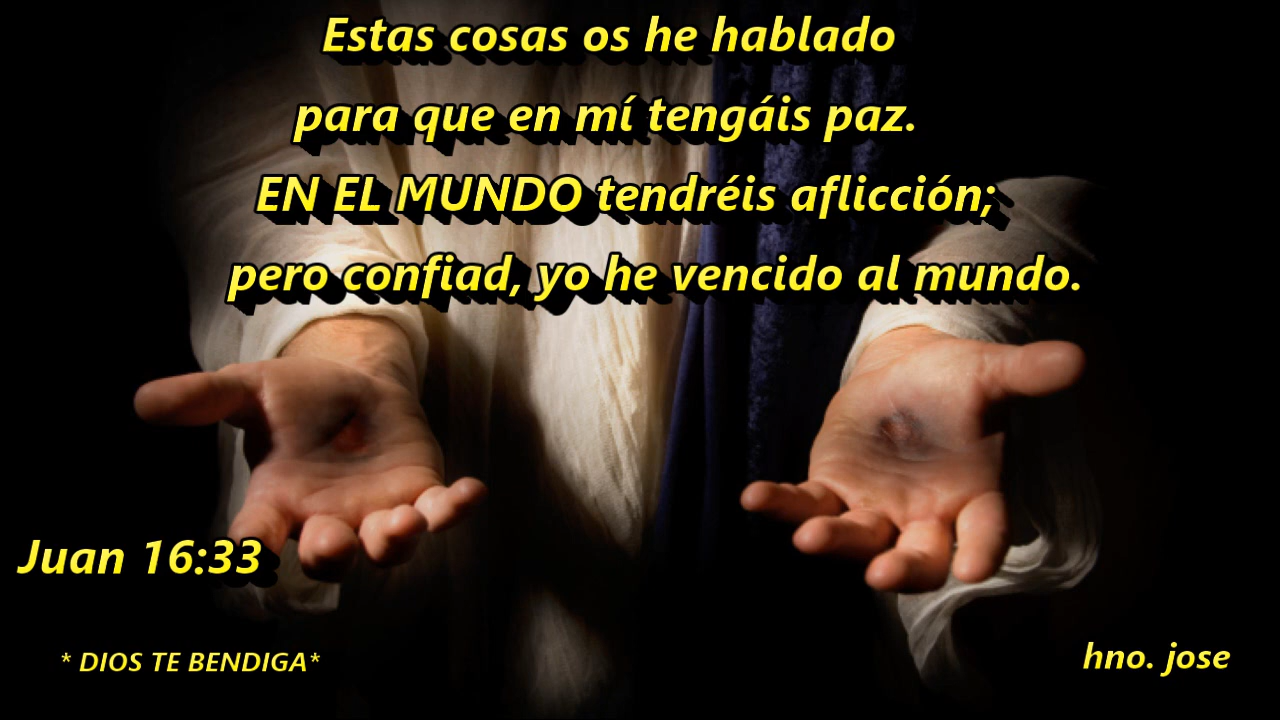 Estas cosas os he hablado
para que en mí tengáis paz.
EN EL MUNDO tendréis aflicción;
pero confiad, yo he vencido al mundo.
Juan 16:33
* DIOS TE BENDIGA*
hno. jose